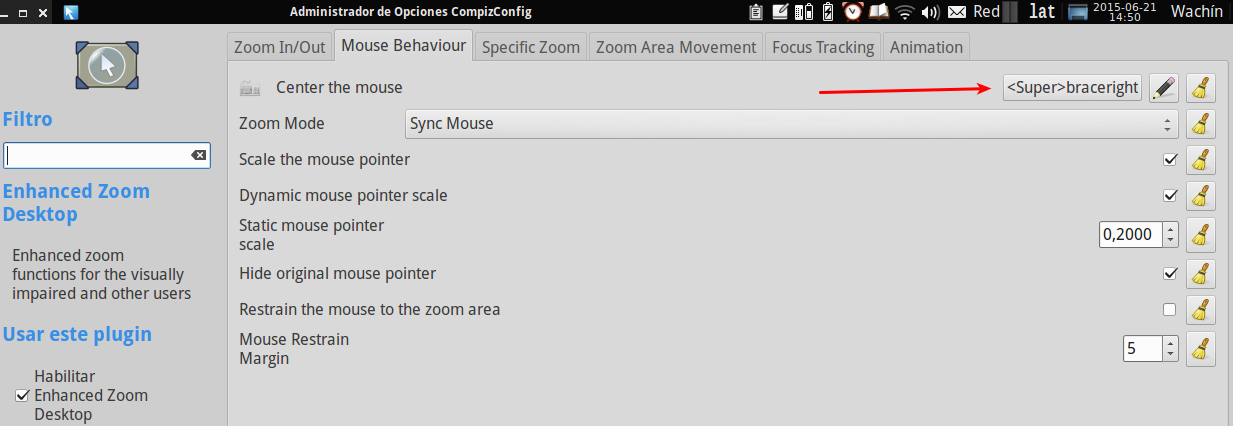 Administrador de Opciones CompizConfig
Red
lat
2015-06-21
14:50
Wachín
Filtro
Enhanced Zoom
Desktop
Enhanced zoom
functions for the visually
impaired and other users
Usar este plugin
Habilitar
Enhanced Zoom
Desktop
Zoom In/Out
Mouse Behaviour
Specific Zoom
Zoom Area Movement
Focus Tracking
Animation
Center the mouse
<Super>braceright
Zoom Mode
Sync Mouse
Scale the mouse pointer
Dynamic mouse pointer scale
Static mouse pointer
scale
0,2000
Hide original mouse pointer
Restrain the mouse to the zoom area
Mouse Restrain
Margin
5